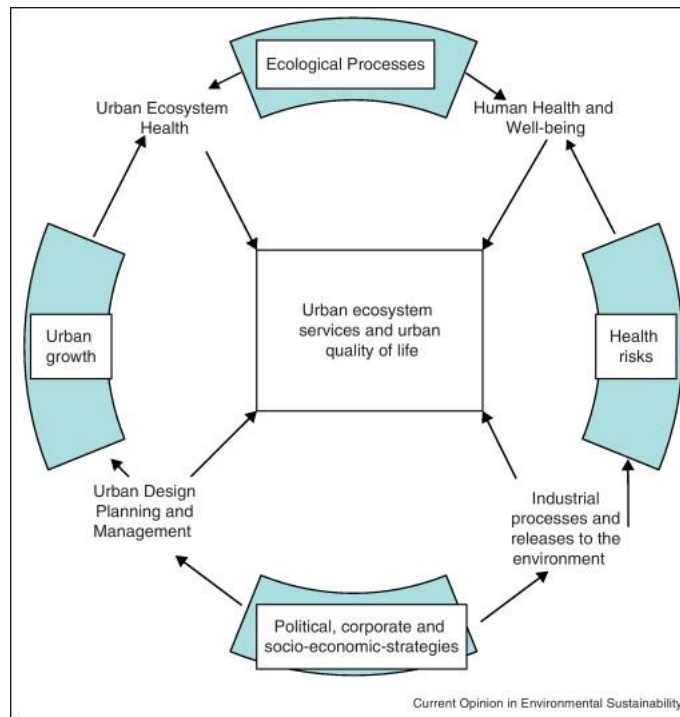 Ecological Processes
Urban Ecosystem
Health
Human Health and
Well-being
Urban ecosystem
services and urban
quality of life
Urban
growth
Health
risks
Urban Design
Planning and
Management
Industrial
processes and
releases to the
environment
Political, corporate and
socio-economic-strategies
Current Opinion in Environmental Sustainability